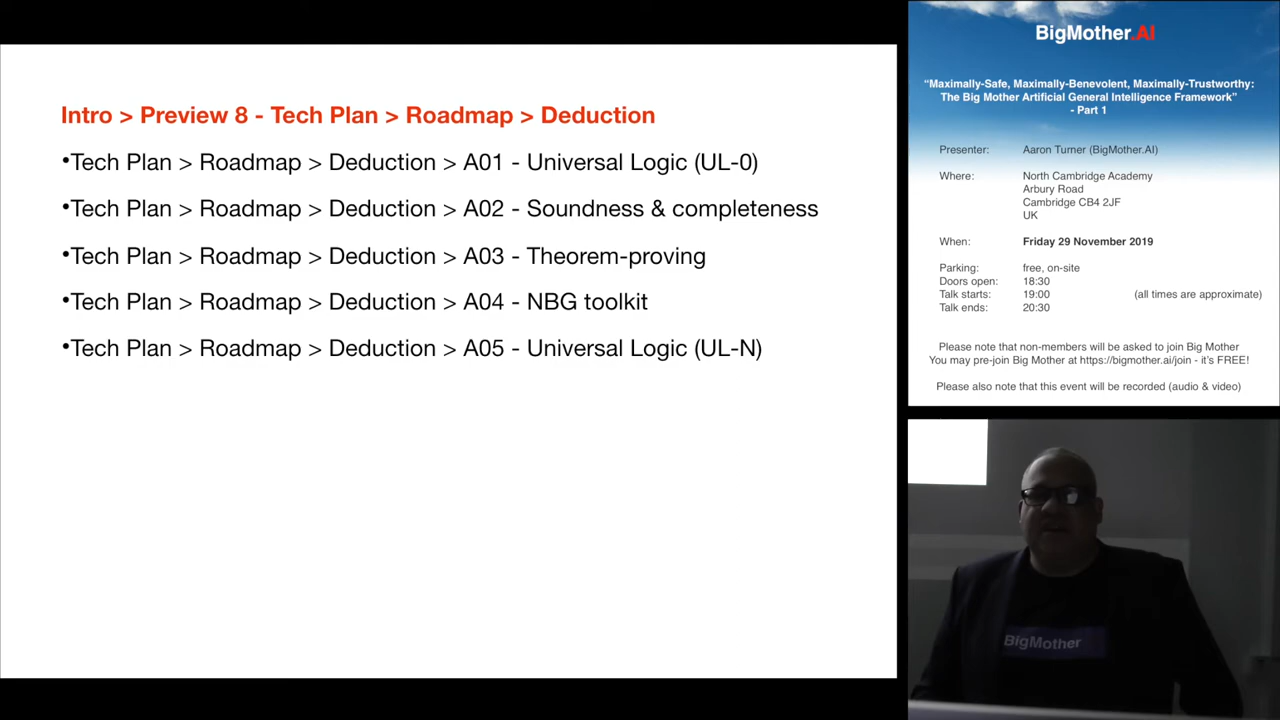 Intro > Preview 8 - Tech Plan > Roadmap > Deduction
•Tech Plan > Roadmap > Deduction > A01 - Universal Logic (UL-0)
•Tech Plan > Roadmap > Deduction > A02 - Soundness & completeness
•Tech Plan > Roadmap > Deduction > A03 - Theorem-proving
•Tech Plan > Roadmap > Deduction > A04 - NBG toolkit
•Tech Plan > Roadmap > Deduction > A05 - Universal Logic (UL-N)
BigMother.AI
“Maximally-Safe, Maximally-Benevolent, Maximally-Trustworthy:
The Big Mother Artificial General Intelligence Framework”
- Part 1
Presenter: Aaron Turner (BigMother.AI)
Where: North Cambridge Academy
Arbury Road
Cambridge CB4 2JF
UK
When: Friday 29 November 2019
Parking: free, on-site
Doors open: 18:30
Talk starts: 19:00 (all times are approximate)
Talk ends: 20:30
Please note that non-members will be asked to join Big Mother
You may pre-join Big Mother at https://bigmother.ai/join - it’s FREE!
Please also note that this event will be recorded (audio & video)
BigMother